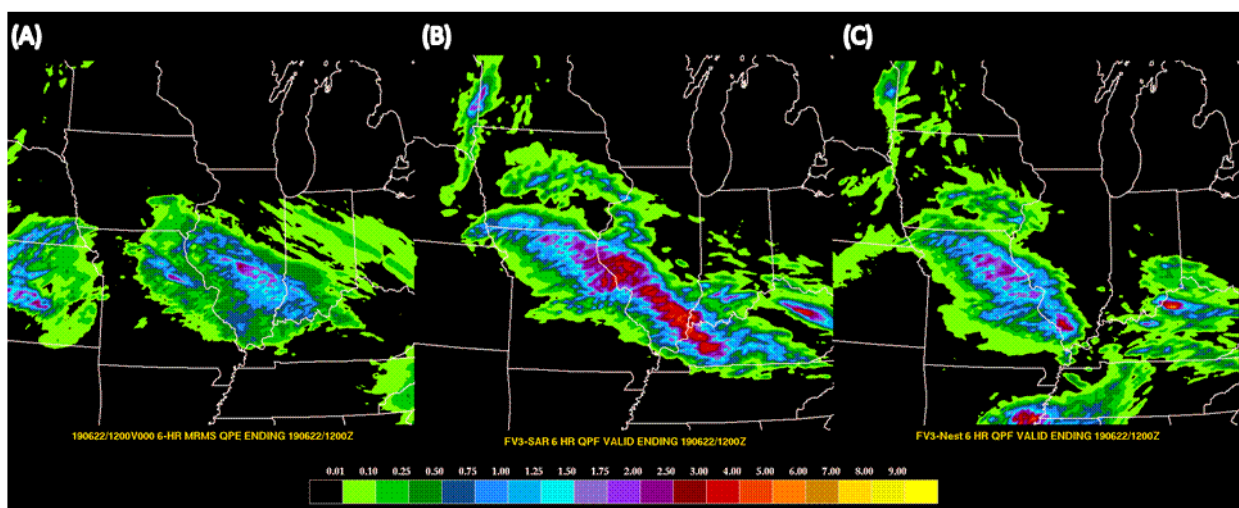 (A)
(B)
(C)
190622/1200V000 6-HR MRMS QPE ENDING 190622/1200Z
FV3-SAR 6 HR QPF VALID ENDING 190622/1200Z
FV3-Nest 6 HR QPF VALID ENDING 190622/1200Z
0.01 0.10 0.25 0.50 0.75 1.00 1.25 1.50 1.75 2.00 2.50 3.00 4.00 5.00 6.00 7.00 8.00 9.00